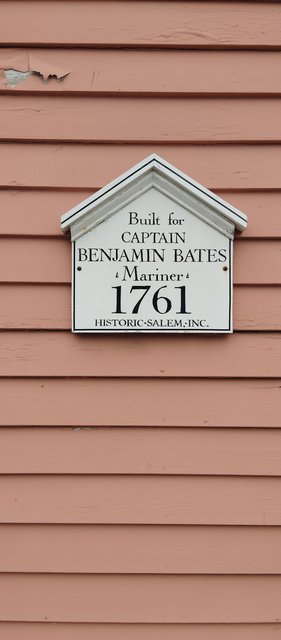 Built for
CAPTAIN
BENJAMIN BATES
Mariner
1761
HISTORIC·SALEM,·INC.